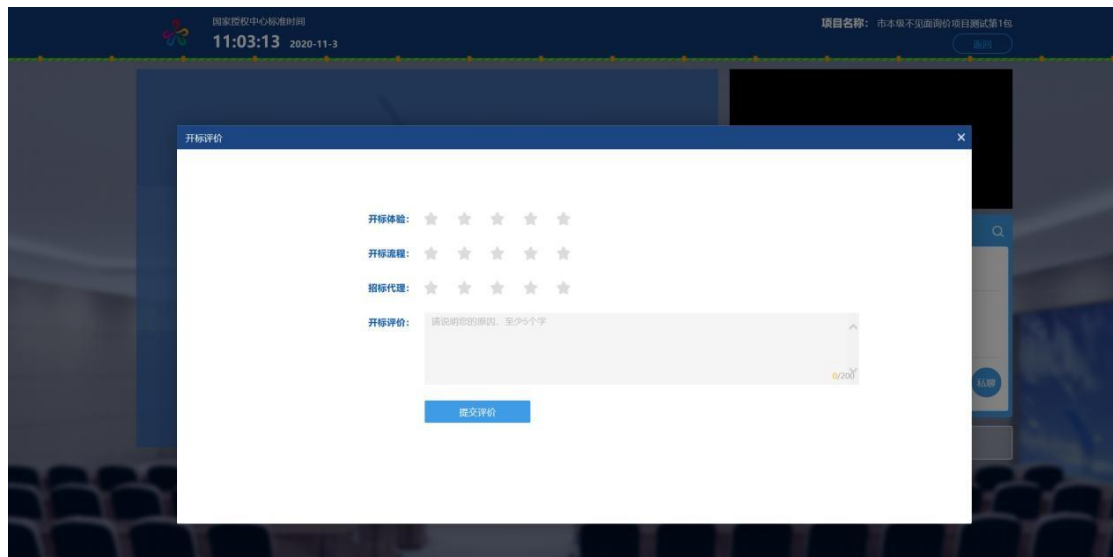 国家授权中心标准时间
11:03:13 2020-11-3
项目名称： 市本级不见面询价项目测试第1包
返回
开标评价
开标体验：
开标流程：
招标代理：
开标评价： 请说明您的原因，至少5个字
0/200
提交评价
私聊